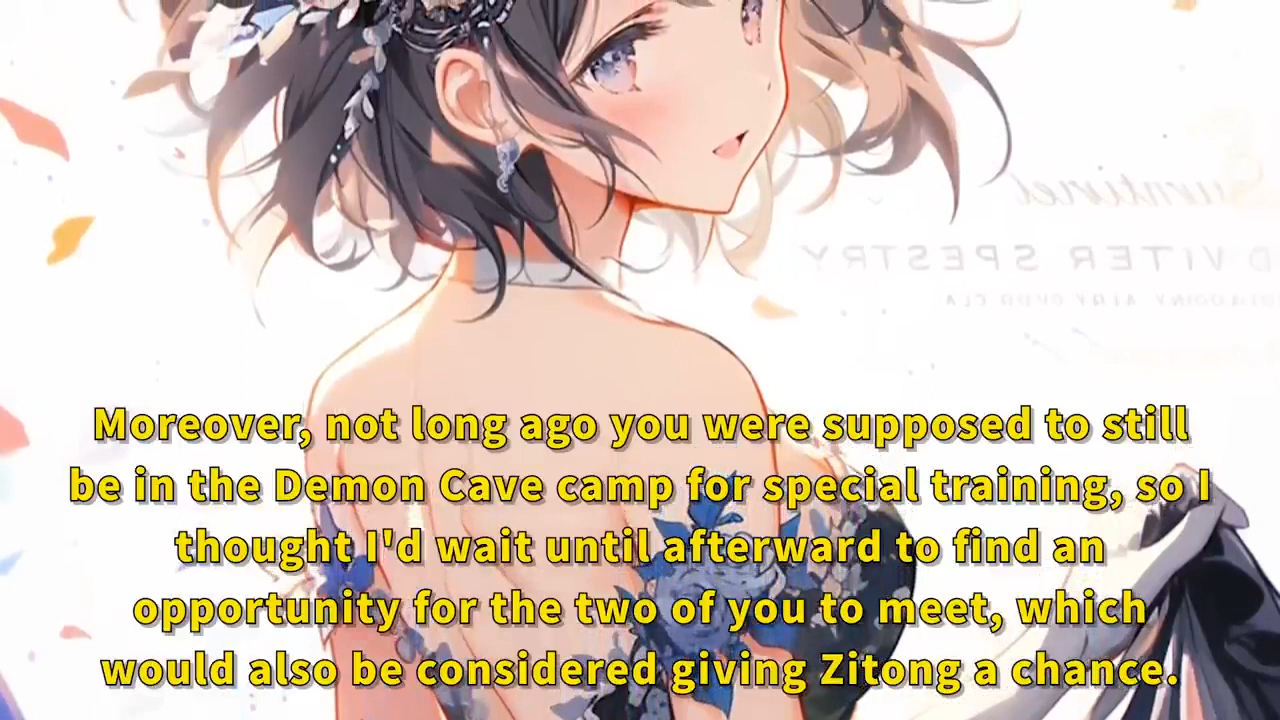 Moreover, not long ago you were supposed to still
be in the Demon Cave camp for special training, so I
thought I'd wait until afterward to find an
opportunity for the two of you to meet, which
would also be considered giving Zitong a chance.
VITER SPESTRY